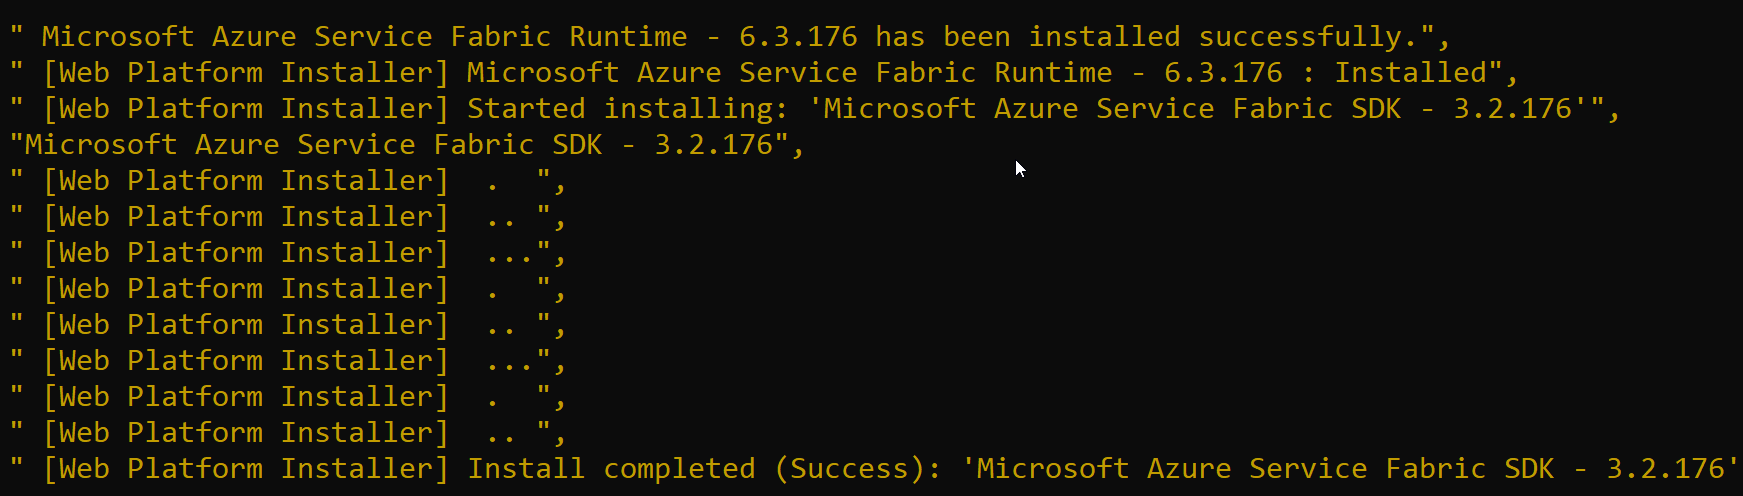 " Microsoft Azure Service Fabric Runtime - 6.3.176 has been installed successfully.",
" [Web Platform Installer] Microsoft Azure Service Fabric Runtime - 6.3.176 : Installed",
" [Web Platform Installer] Started installing: 'Microsoft Azure Service Fabric SDK - 3.2.176'",
"Microsoft Azure Service Fabric SDK - 3.2.176",
" [Web Platform Installer]  .  ",
" [Web Platform Installer]  .. ",
" [Web Platform Installer]  ...",
" [Web Platform Installer]  .  ",
" [Web Platform Installer]  .. ",
" [Web Platform Installer]  ...",
" [Web Platform Installer]  .  ",
" [Web Platform Installer]  .. ",
" [Web Platform Installer] Install completed (Success): 'Microsoft Azure Service Fabric SDK - 3.2.176'